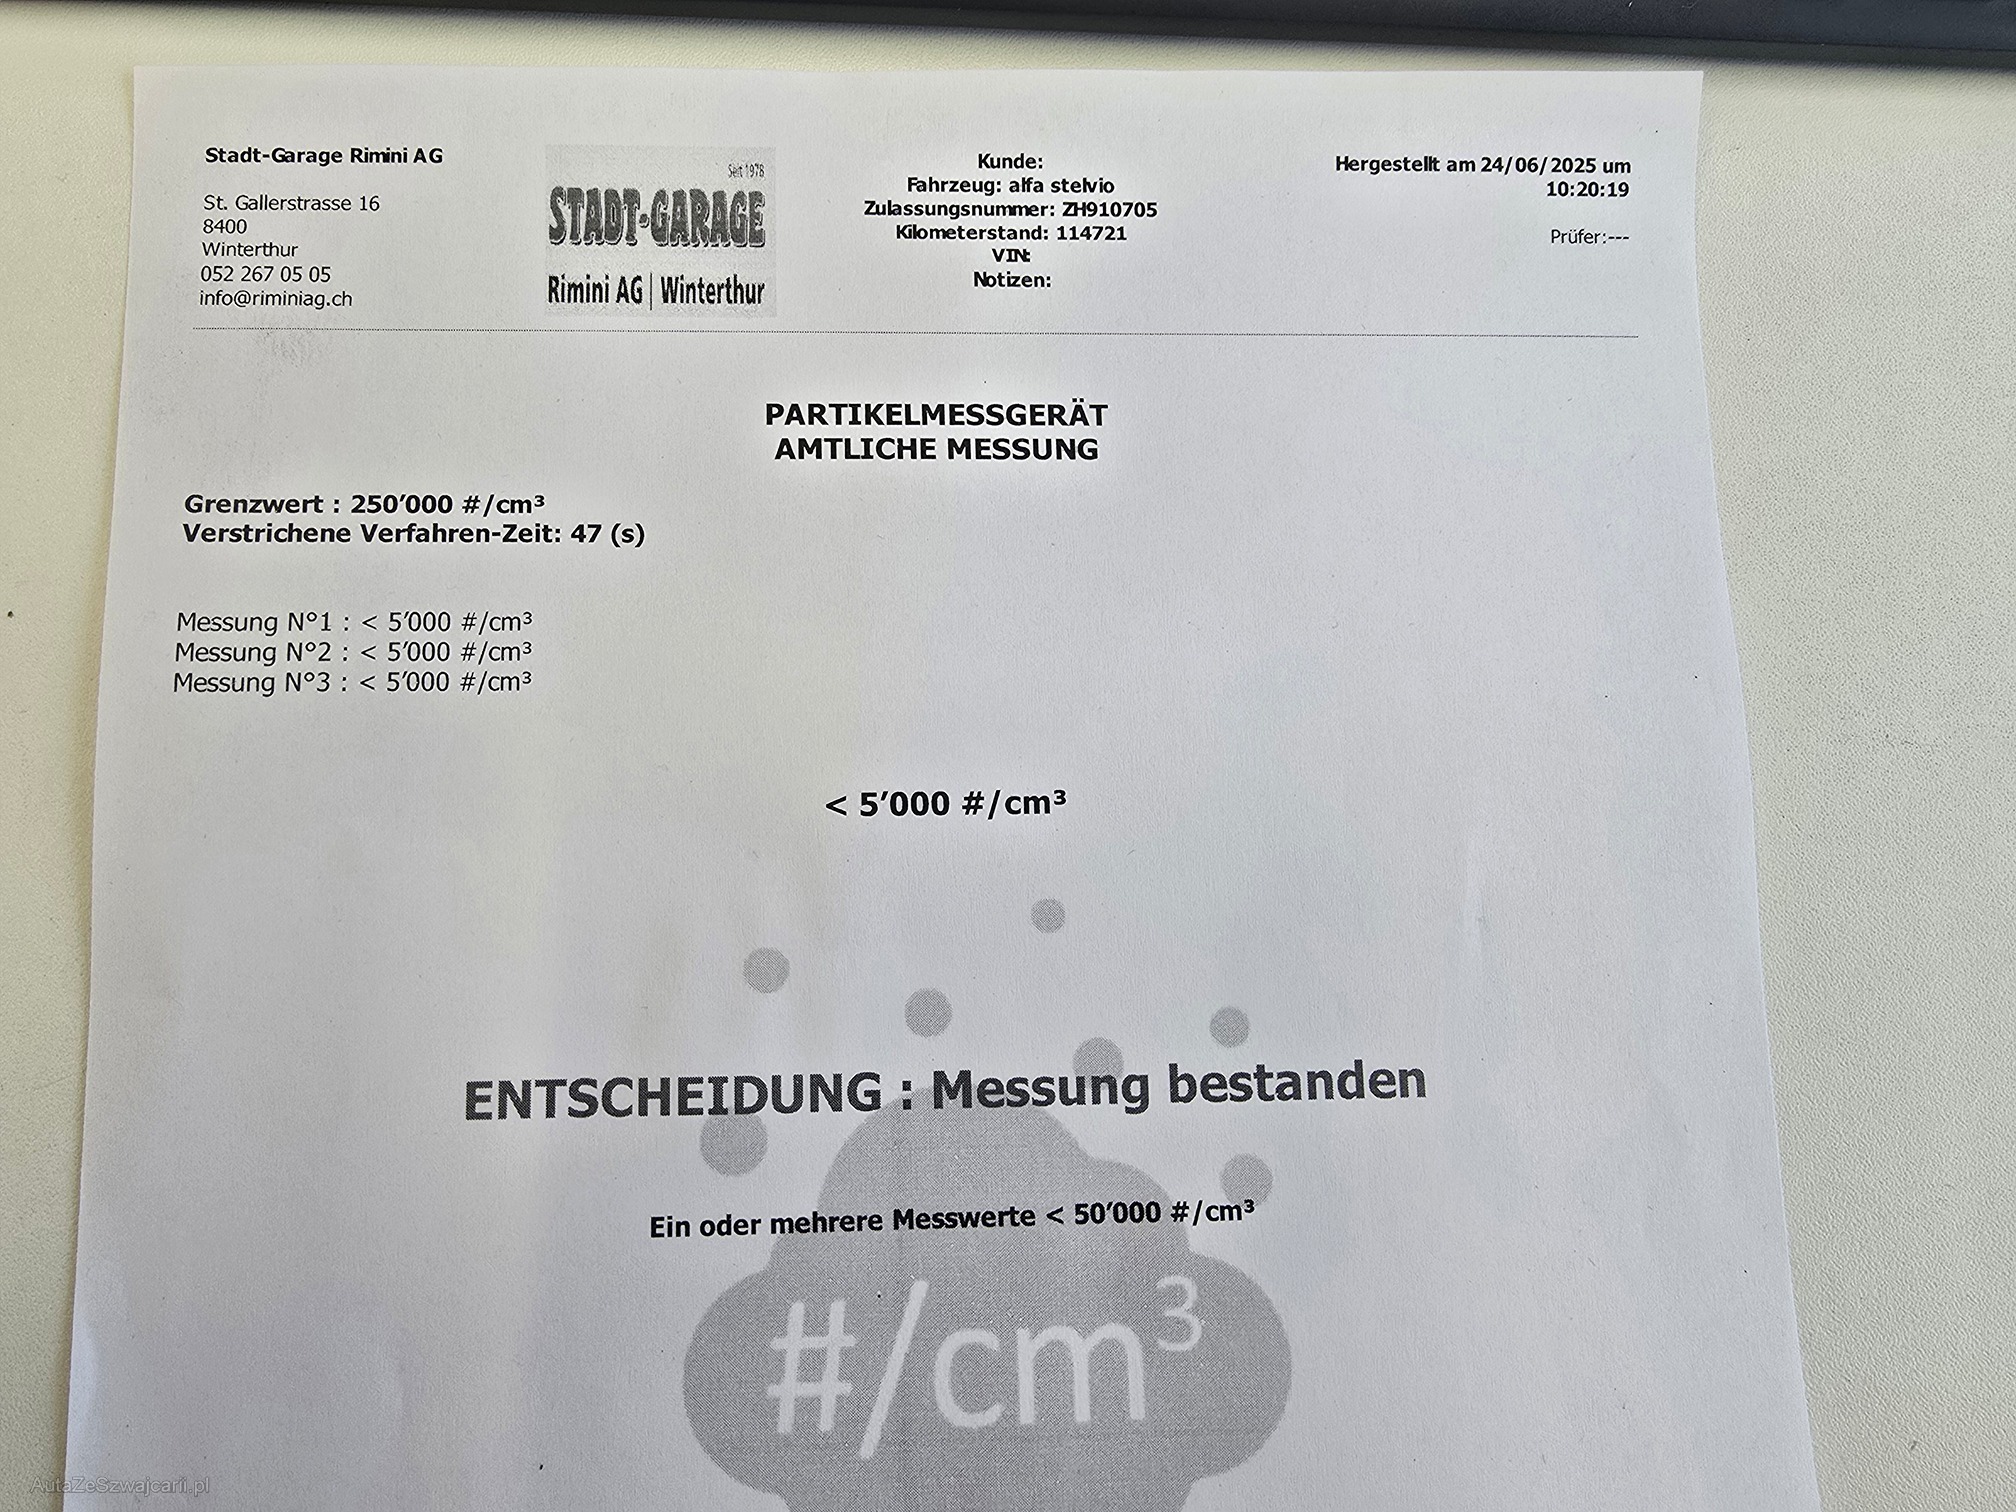 Stadt-Garage Rimini AG
St. Gallerstrasse 16
8400
Winterthur
052 267 05 05
info@riminiag.ch
Seit 1978
STADT-GARAGE
Rimini AG | Winterthur
Kunde:
Fahrzeug: alfa stelvio
Zulassungsnummer: ZH910705
Kilometerstand: 114721
VIN:
Notizen:
Hergestellt am 24/06/2025 um
10:20:19
Prüfer:---
PARTIKELMESSGERÄT
AMTLICHE MESSUNG
Grenzwert : 250’000 #/cm³
Verstrichene Verfahren-Zeit: 47 (s)
Messung N°1 : < 5’000 #/cm³
Messung N°2 : < 5’000 #/cm³
Messung N°3 : < 5’000 #/cm³
< 5’000 #/cm³
ENTSCHEIDUNG : Messung bestanden
Ein oder mehrere Messwerte < 50’000 #/cm³
#/cm³
AutaZeSzwajcarii.pl